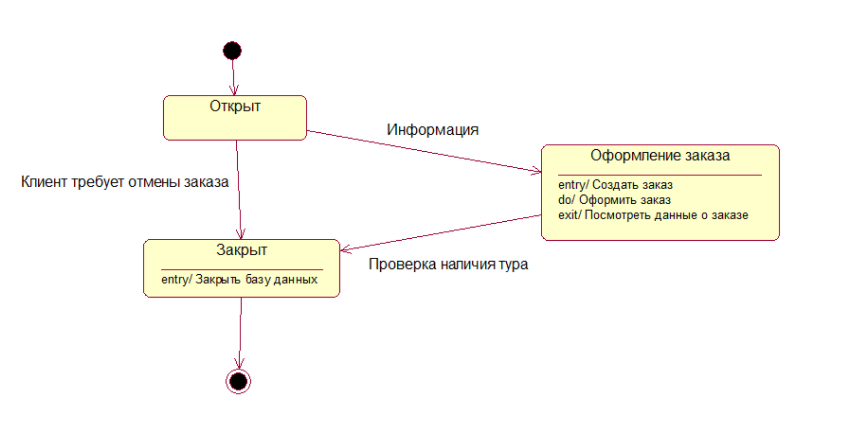 Открыт
Информация
Оформление заказа
entry/ Создать заказ
do/ Оформить заказ
exit/ Посмотреть данные о заказе
Клиент требует отмены заказа
Закрыт
entry/ Закрыть базу данных
Проверка наличия тура